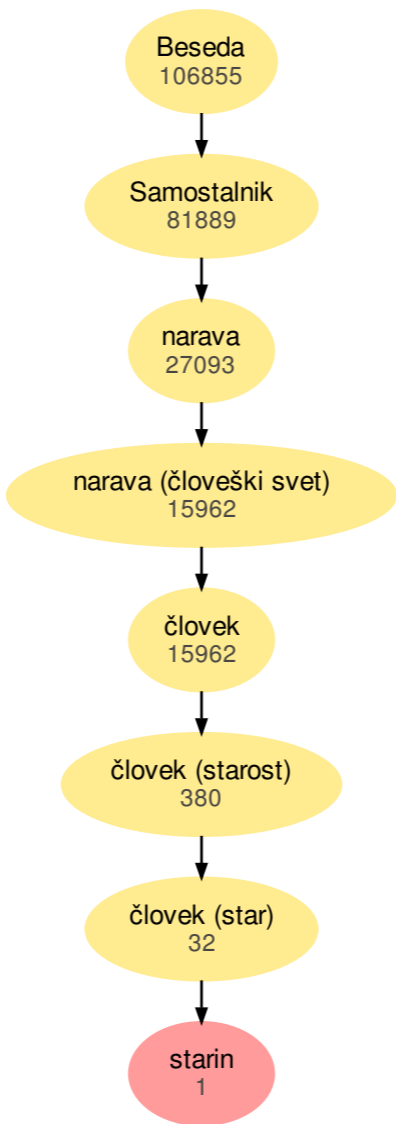 Beseda
106855
Samostalnik
81889
narava
27093
narava (človeški svet)
15962
človek
15962
človek (starost)
380
človek (star)
32
starin
1